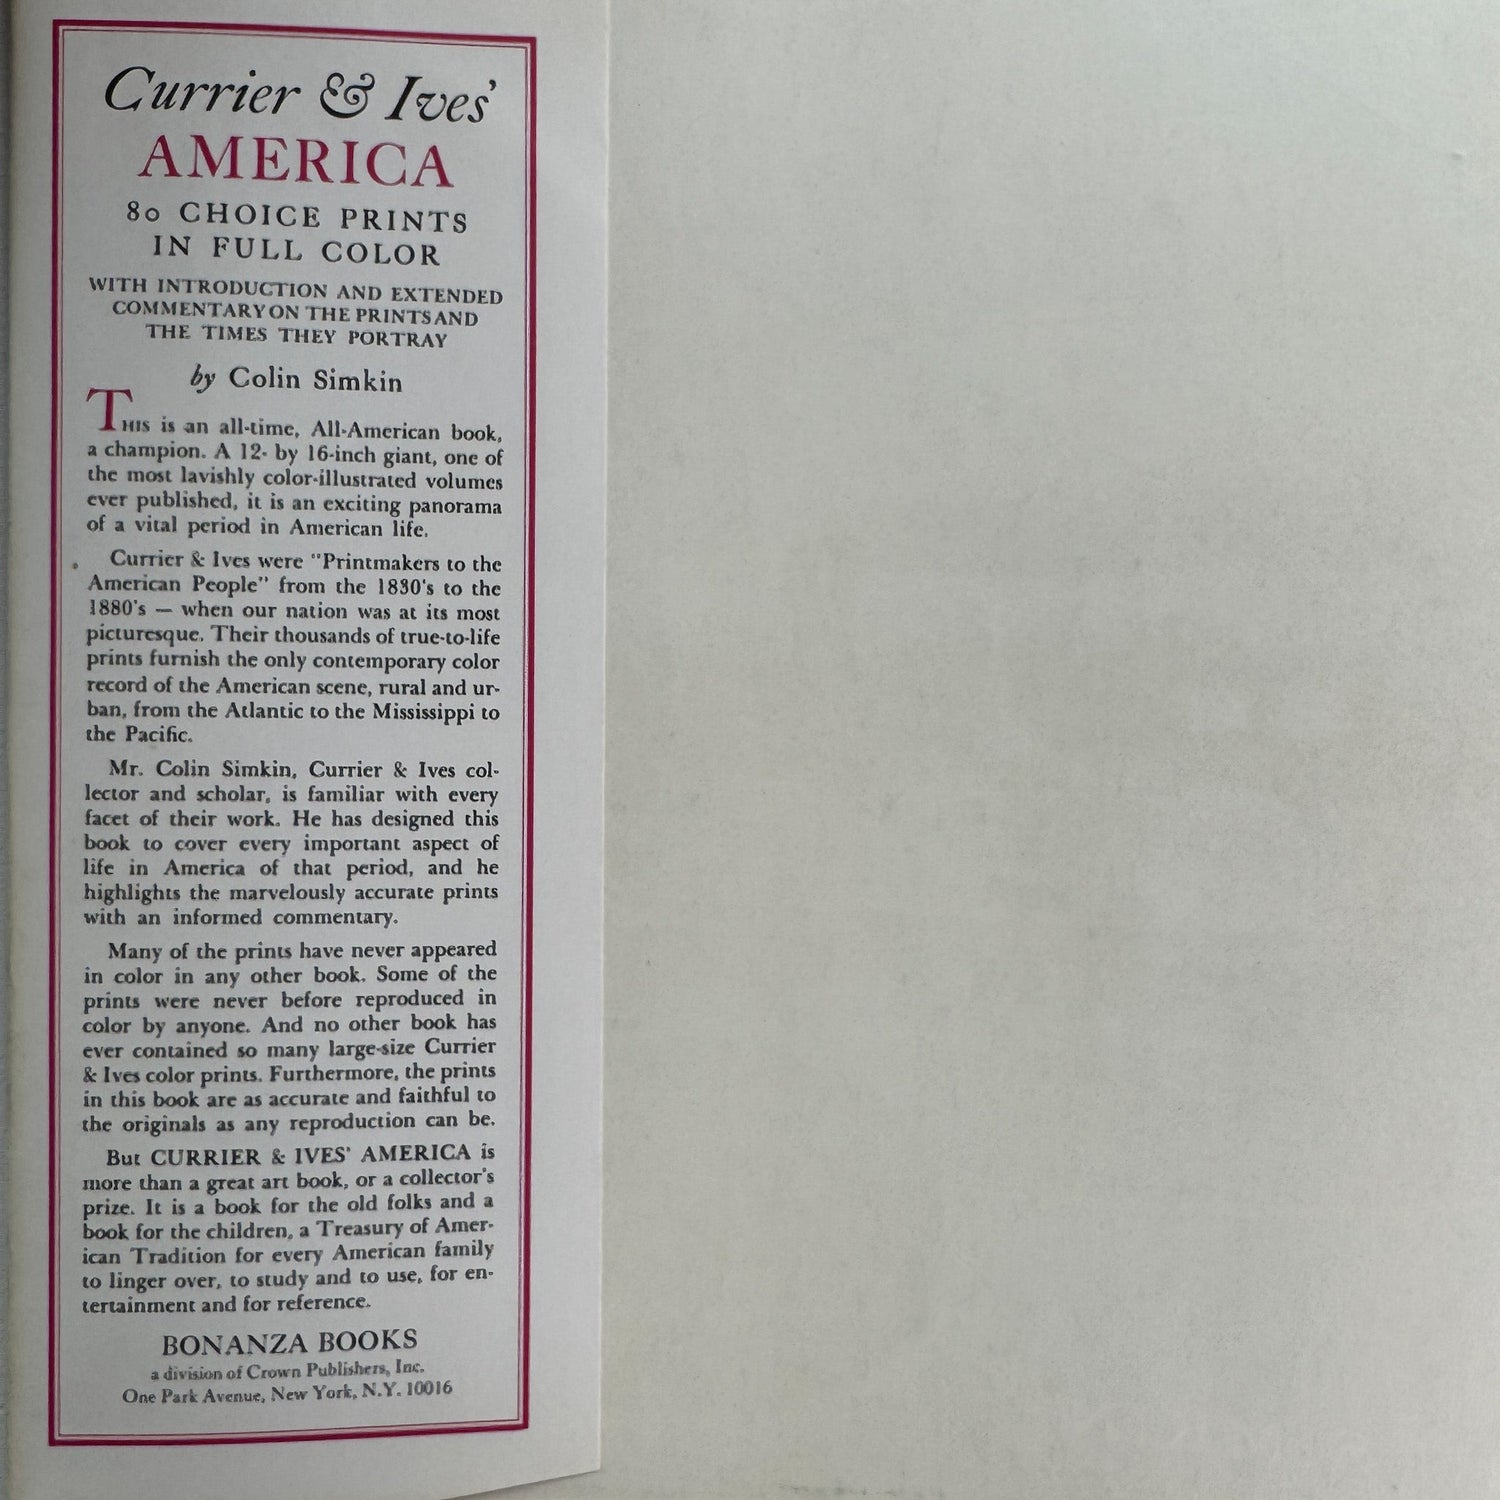 Currier & Ives'
AMERICA
80 CHOICE PRINTS
IN FULL COLOR
WITH INTRODUCTION AND EXTENDED
COMMENTARY ON THE PRINTS AND
THE TIMES THEY PORTRAY
by Colin Simkin
THIS is an all-time, All-American book,
a champion. A 12- by 16-inch giant, one of
the most lavishly color-illustrated volumes
ever published, it is an exciting panorama
of a vital period in American life.
Currier & Ives were "Printmakers to the
American People" from the 1830's to the
1880's — when our nation was at its most
picturesque. Their thousands of true-to-life
prints furnish the only contemporary color
record of the American scene, rural and ur-
ban, from the Atlantic to the Mississippi to
the Pacific.
Mr. Colin Simkin, Currier & Ives col-
lector and scholar, is familiar with every
facet of their work. He has designed this
book to cover every important aspect of
life in America of that period, and he
highlights the marvelously accurate prints
with an informed commentary.
Many of the prints have never appeared
in color in any other book. Some of the
prints were never before reproduced in
color by anyone. And no other book has
ever contained so many large-size Currier
& Ives color prints. Furthermore, the prints
in this book are as accurate and faithful to
the originals as any reproduction can be.
But CURRIER & IVES' AMERICA is
more than a great art book, or a collector's
prize. It is a book for the old folks and a
book for the children, a Treasury of Amer-
ican Tradition for every American family
to linger over, to study and to use, for en-
tertainment and for reference.
BONANZA BOOKS
a division of Crown Publishers, Inc.
One Park Avenue, New York, N.Y. 10016